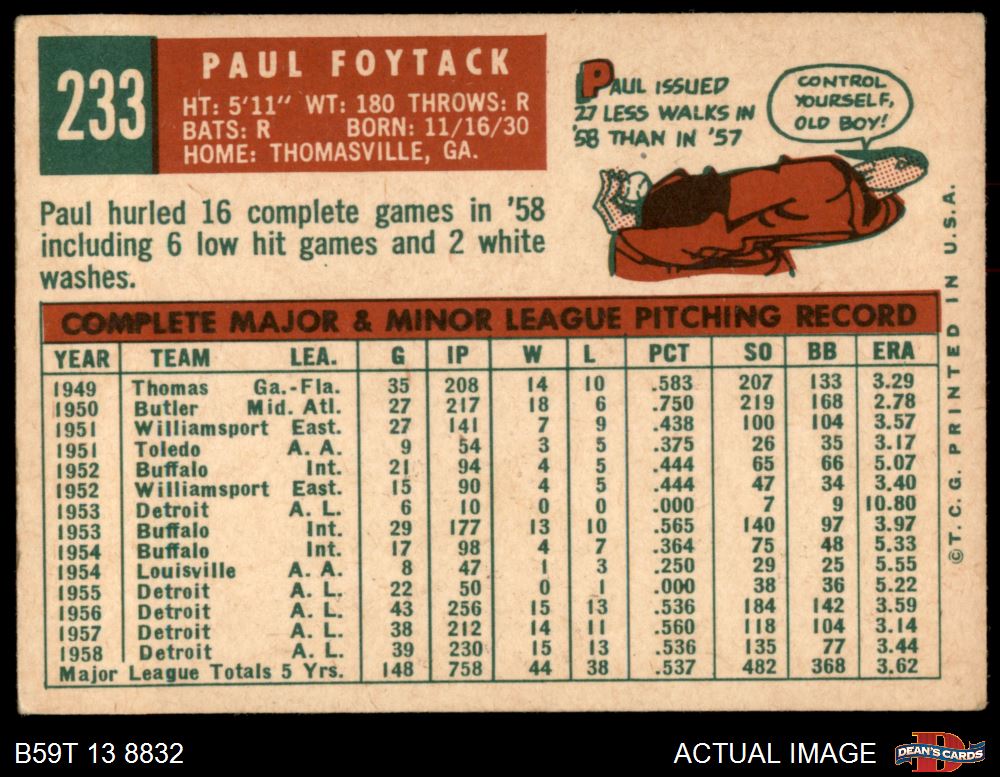 233
PAUL FOYTACK
HT: 5'11" WT: 180 THROWS: R
BATS: R BORN: 11/16/30
HOME: THOMASVILLE, GA.
PAUL ISSUED
27 LESS WALKS IN
'58 THAN IN '57
CONTROL
YOURSELF,
OLD BOY!
Paul hurled 16 complete games in '58
including 6 low hit games and 2 white
washes.
COMPLETE MAJOR & MINOR LEAGUE PITCHING RECORD
YEAR TEAM LEA. G IP W L PCT SO BB ERA
1949 Thomas Ga.-Fla. 35 208 14 10 .583 207 133 3.29
1950 Butler Mid. Atl. 27 217 18 6 .750 219 168 2.78
1951 Williamsport East. 27 141 7 9 .438 100 104 3.57
1951 Toledo A. A. 9 54 3 5 .375 26 35 3.17
1952 Buffalo Int. 21 94 4 5 .444 65 66 5.07
1952 Williamsport East. 15 90 4 5 .444 47 34 3.40
1953 Detroit A. L. 6 10 0 0 .000 7 9 10.80
1953 Buffalo Int. 29 177 13 10 .565 140 97 3.97
1954 Buffalo Int. 17 98 4 7 .364 75 48 5.33
1954 Louisville A. A. 8 47 1 3 .250 29 25 5.55
1955 Detroit A. L. 22 50 0 1 .000 38 36 5.22
1956 Detroit A. L. 43 256 15 13 .536 184 142 3.59
1957 Detroit A. L. 38 212 14 11 .560 118 104 3.14
1958 Detroit A. L. 39 230 15 13 .536 135 77 3.44
Major League Totals 5 Yrs. 148 758 44 38 .537 482 368 3.62
©T. C. G. PRINTED IN U.S.A.
B59T 13 8832
ACTUAL IMAGE
D
DEAN'S CARDS